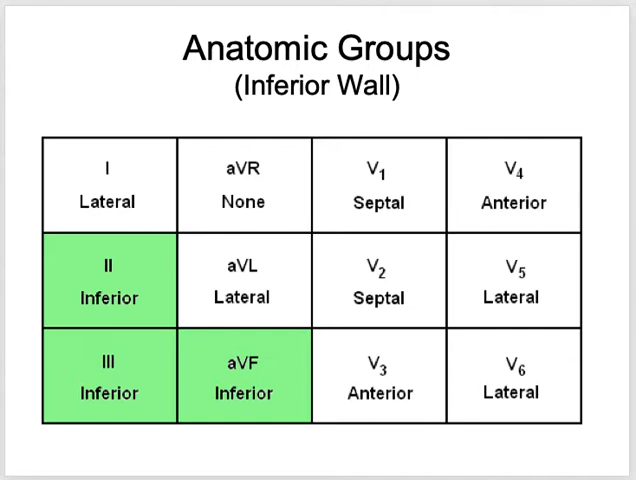 Anatomic Groups
(Inferior Wall)
I aVR V1 V4
Lateral None Septal Anterior
II aVL V2 V5
Inferior Lateral Septal Lateral
III aVF V3 V6
Inferior Inferior Anterior Lateral